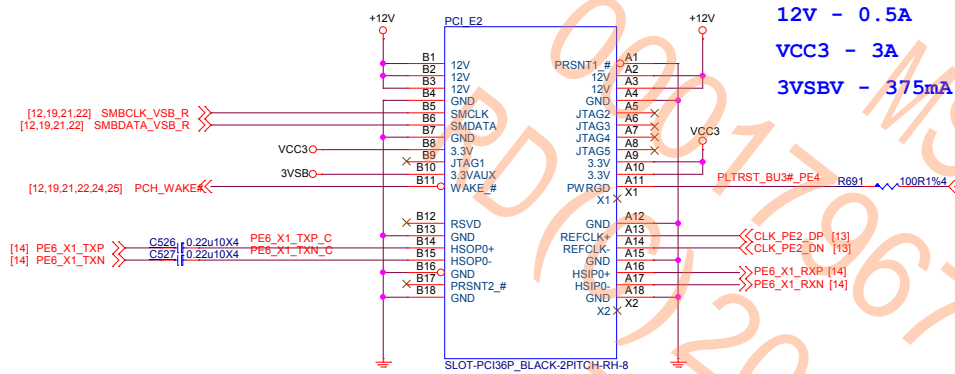 +12V
PCI_E2
+12V
12V - 0.5A
VCC3 - 3A
3VSBV - 375mA
B1 12V PRSNT1_# A1
B2 12V 12V A2
B3 12V 12V A3
B4 GND GND A4
[12,19,21,22] SMBCLK_VSB_R B5 SMCLK JTAG2 A5
[12,19,21,22] SMBDATA_VSB_R B6 SMDATA JTAG3 A6
B7 GND JTAG4 A7
VCC3 B8 3.3V JTAG5 A8 VCC3
B9 JTAG1 3.3V A9
3VSB B10 3.3VAUX 3.3V A10
[12,19,21,22,24,25] PCH_WAKE# B11 WAKE_# PWRGD A11 PLTRST_BU3#_PE4 R691 100R1%4
X1 X1
B12 RSVD GND A12
B13 GND REFCLK+ A13 CLK_PE2_DP [13]
[14] PE6_X1_TXP C526 0.22u10X4 PE6_X1_TXP_C B14 HSOP0+ REFCLK- A14 CLK_PE2_DN [13]
[14] PE6_X1_TXN C527 0.22u10X4 PE6_X1_TXN_C B15 HSOP0- GND A15
B16 GND HSIP0+ A16 PE6_X1_RXP [14]
B17 PRSNT2_# HSIP0- A17 PE6_X1_RXN [14]
B18 GND GND A18
X2 X2
SLOT-PCI36P_BLACK-2PITCH-RH-8